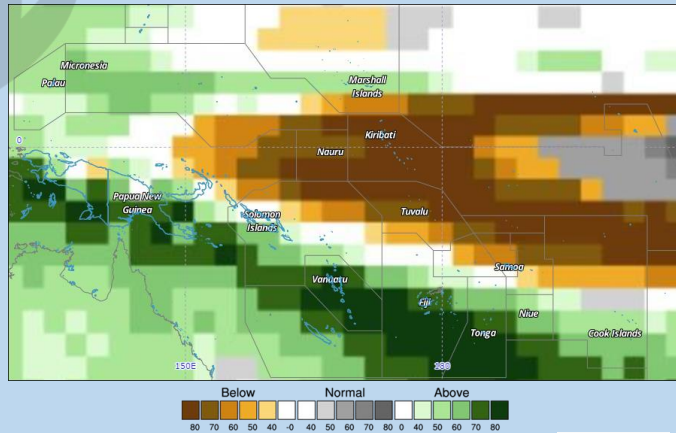 Micronesia
Palau
Marshall
Islands
0
Kiribati
Nauru
Papua New
Guinea
Solomon
Islands
Tuvalu
Samoa
Vanuatu
Fiji
Niue
Tonga
Cook Islands
150E
180
Below Normal Above
80 70 60 50 40 -0 40 50 60 70 80 0 40 50 60 70 80